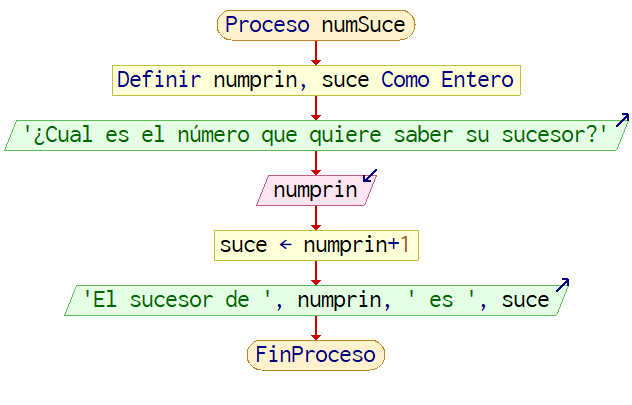 Proceso numSuce
Definir numprin, suce Como Entero
'¿Cual es el número que quiere saber su sucesor?'
numprin
suce ← numprin+1
'El sucesor de ', numprin, ' es ', suce
FinProceso